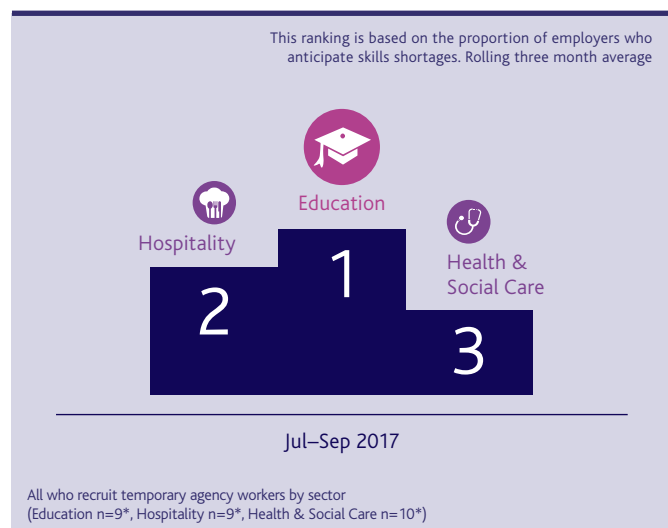 This ranking is based on the proportion of employers who
anticipate skills shortages. Rolling three month average
Education
Hospitality
Health &
Social Care
1
2
3
Jul–Sep 2017
All who recruit temporary agency workers by sector
(Education n=9*, Hospitality n=9*, Health & Social Care n=10*)